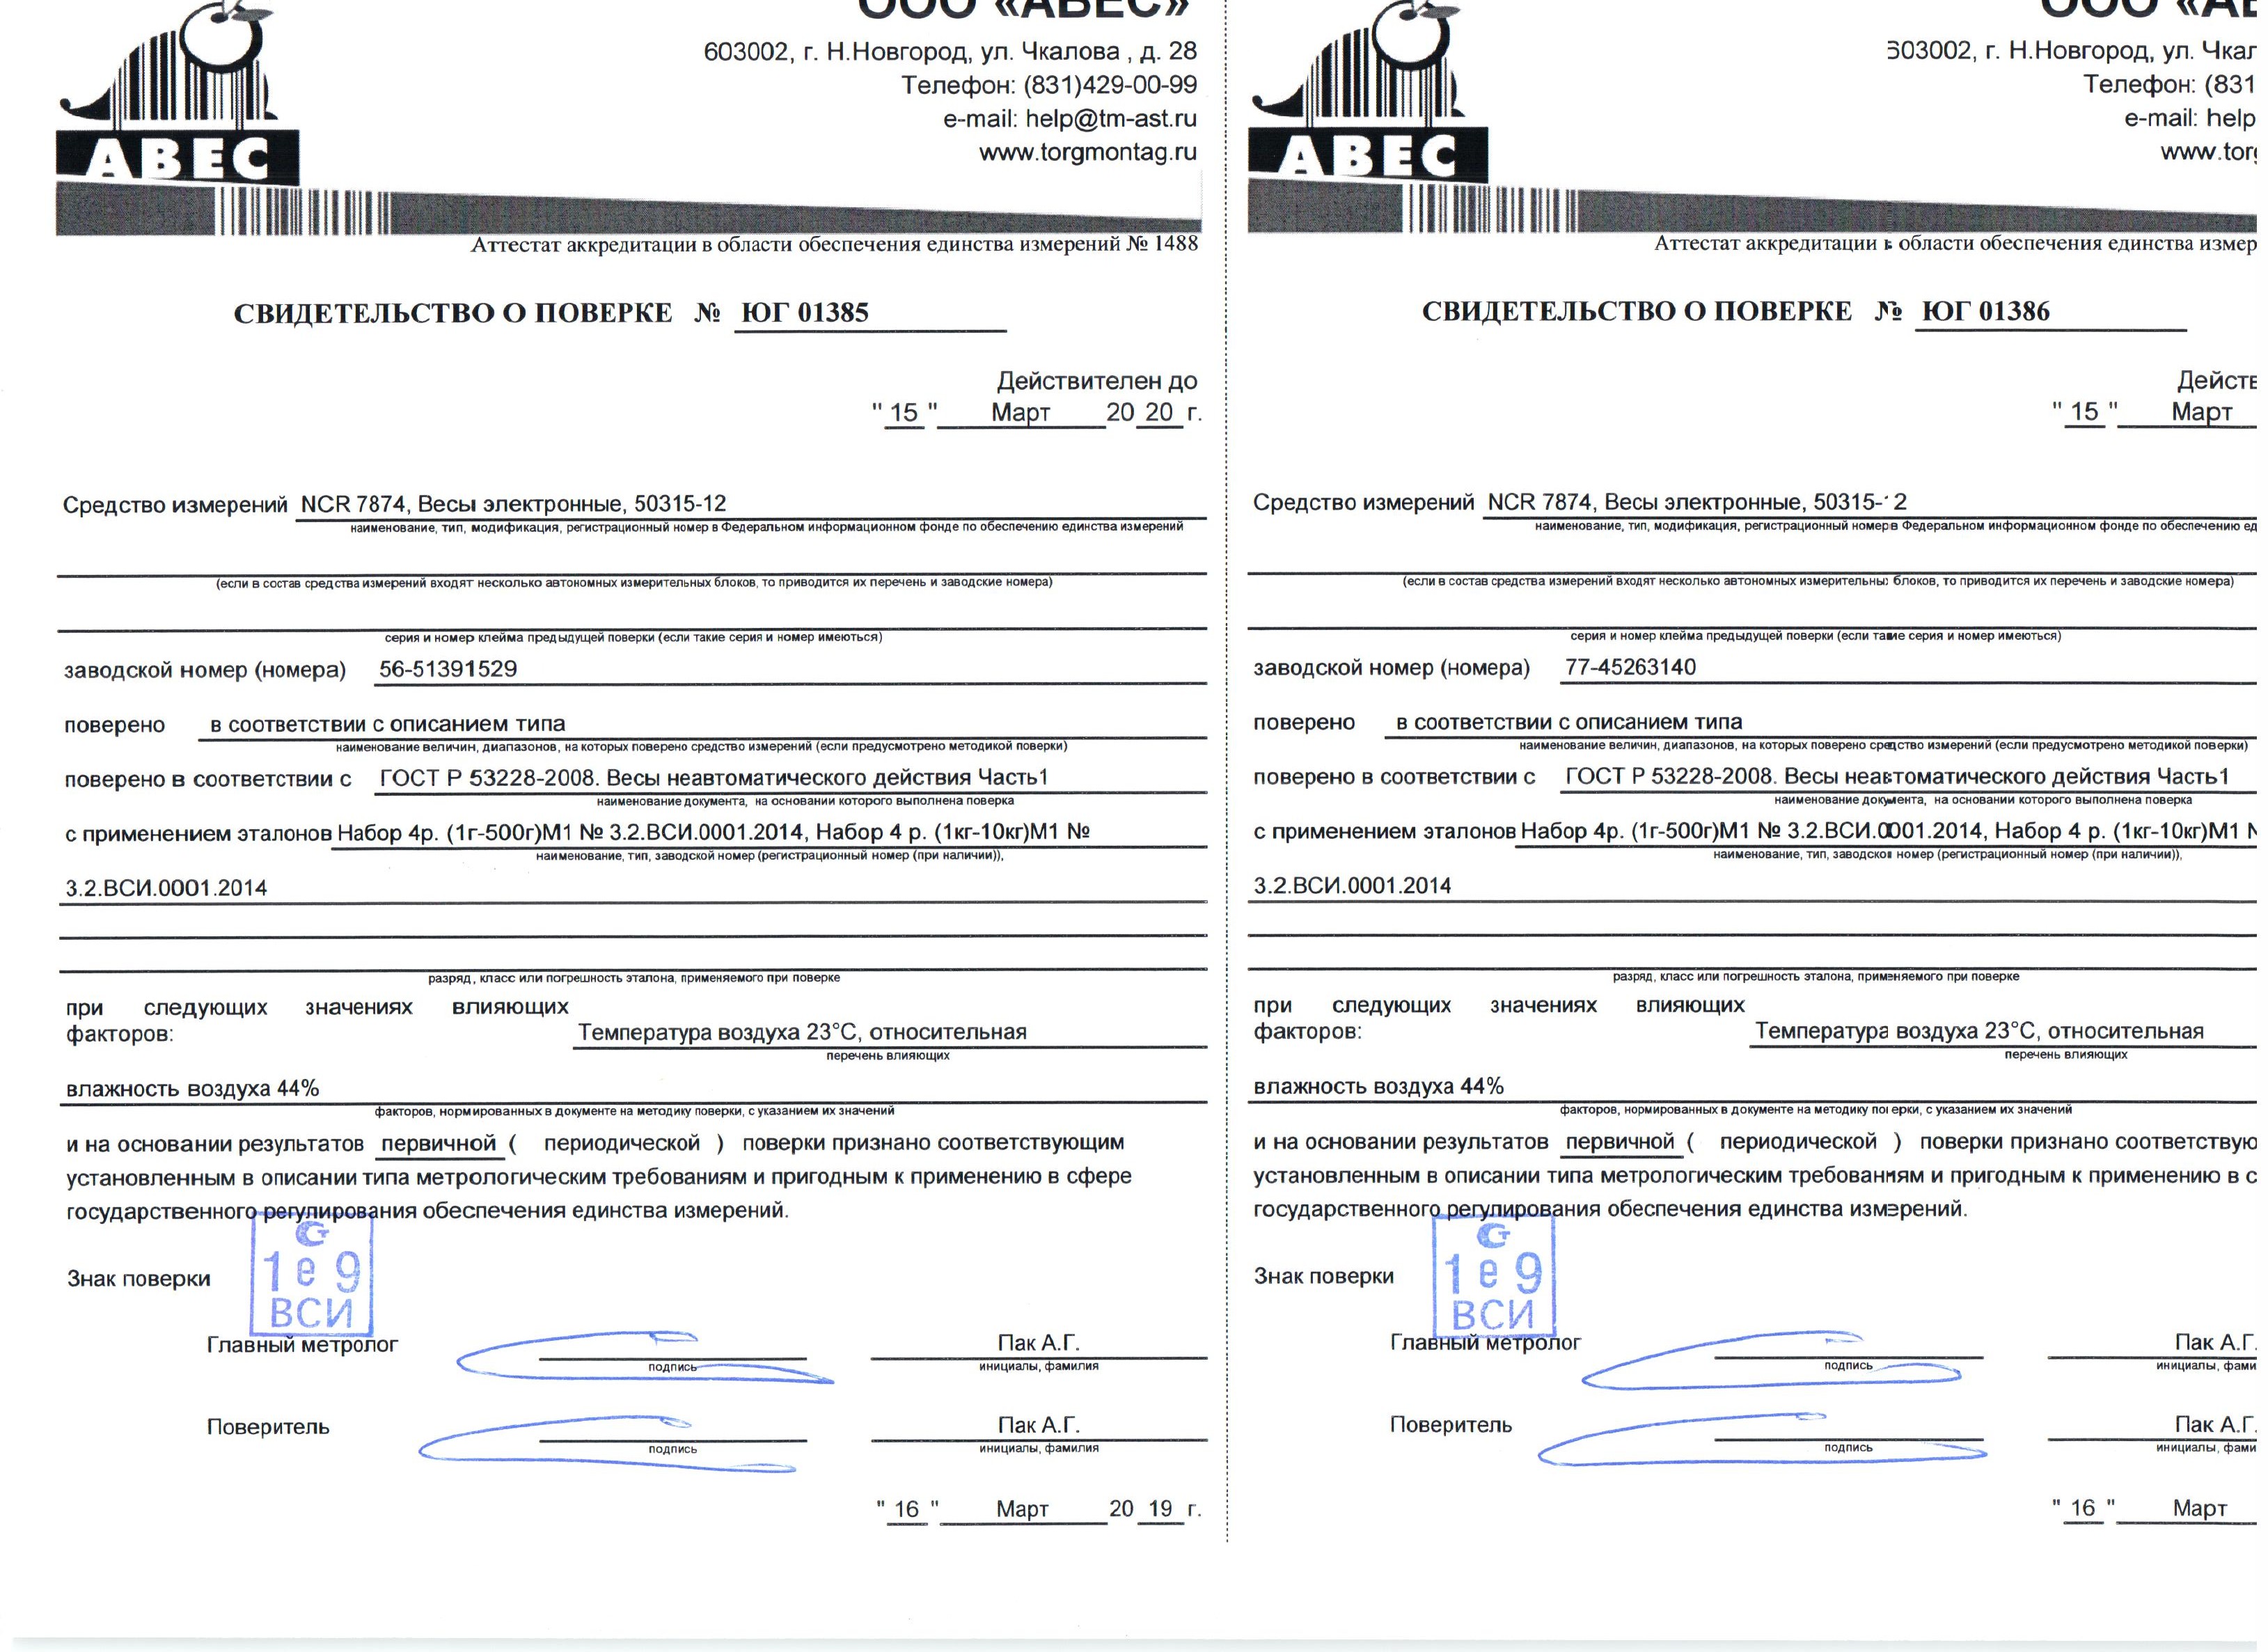 ООО «АВЕС»
603002, г. Н.Новгород, ул. Чкалова , д. 28
Телефон: (831)429-00-99
e-mail: help@tm-ast.ru
www.torgmontag.ru
АВЕС
Аттестат аккредитации в области обеспечения единства измерений № 1488
СВИДЕТЕЛЬСТВО О ПОВЕРКЕ № ЮГ 01385
Действителен до
" 15 " Март 20 20 г.
Средство измерений NCR 7874, Весы электронные, 50315-12
наименование, тип, модификация, регистрационный номер в Федеральном информационном фонде по обеспечению единства измерений
(если в состав средства измерений входят несколько автономных измерительных блоков, то приводится их перечень и заводские номера)
серия и номер клейма предыдущей поверки (если такие серия и номер имеються)
заводской номер (номера) 56-51391529
поверено в соответствии с описанием типа
наименование величин, диапазонов, на которых поверено средство измерений (если предусмотрено методикой поверки)
поверено в соответствии с ГОСТ Р 53228-2008. Весы неавтоматического действия Часть1
наименование документа, на основании которого выполнена поверка
с применением эталонов Набор 4р. (1г-500г)М1 № 3.2.ВСИ.0001.2014, Набор 4 р. (1кг-10кг)М1 №
наименование, тип, заводской номер (регистрационный номер (при наличии)),
3.2.ВСИ.0001.2014
разряд, класс или погрешность эталона, применяемого при поверке
при следующих значениях влияющих
факторов: Температура воздуха 23°С, относительная
перечень влияющих
влажность воздуха 44%
факторов, нормированных в документе на методику поверки, с указанием их значений
и на основании результатов первичной ( периодической ) поверки признано соответствующим
установленным в описании типа метрологическим требованиям и пригодным к применению в сфере
государственного регулирования обеспечения единства измерений.
Знак поверки
1 е 9
ВСИ
Главный метролог Пак А.Г.
подпись инициалы, фамилия
Поверитель Пак А.Г.
подпись инициалы, фамилия
" 16 " Март 20 19 г.
ООО «АВ
603002, г. Н.Новгород, ул. Чкал
Телефон: (831
e-mail: help
www.torg
АВЕС
Аттестат аккредитации в области обеспечения единства измер
СВИДЕТЕЛЬСТВО О ПОВЕРКЕ № ЮГ 01386
Действ
" 15 " Март
Средство измерений NCR 7874, Весы электронные, 50315-12
наименование, тип, модификация, регистрационный номер в Федеральном информационном фонде по обеспечению ед
(если в состав средства измерений входят несколько автономных измерительных блоков, то приводится их перечень и заводские номера)
серия и номер клейма предыдущей поверки (если такие серия и номер имеються)
заводской номер (номера) 77-45263140
поверено в соответствии с описанием типа
наименование величин, диапазонов, на которых поверено средство измерений (если предусмотрено методикой поверки)
поверено в соответствии с ГОСТ Р 53228-2008. Весы неавтоматического действия Часть1
наименование документа, на основании которого выполнена поверка
с применением эталонов Набор 4р. (1г-500г)М1 № 3.2.ВСИ.0001.2014, Набор 4 р. (1кг-10кг)М1
наименование, тип, заводской номер (регистрационный номер (при наличии)),
3.2.ВСИ.0001.2014
разряд, класс или погрешность эталона, применяемого при поверке
при следующих значениях влияющих
факторов: Температура воздуха 23°С, относительная
перечень влияющих
влажность воздуха 44%
факторов, нормированных в документе на методику поверки, с указанием их значений
и на основании результатов первичной ( периодической ) поверки признано соответствую
установленным в описании типа метрологическим требованиям и пригодным к применению в с
государственного регулирования обеспечения единства измерений.
Знак поверки
1 е 9
ВСИ
Главный метролог Пак А.Г.
подпись инициалы, фами
Поверитель Пак А.Г.
подпись инициалы, фами
" 16 " Март